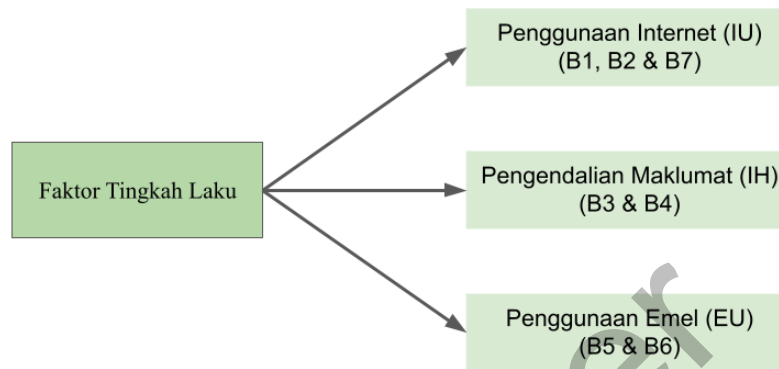 Penggunaan Internet (IU)
(B1, B2 & B7)
Faktor Tingkah Laku
Pengendalian Maklumat (IH)
(B3 & B4)
Penggunaan Emel (EU)
(B5 & B6)